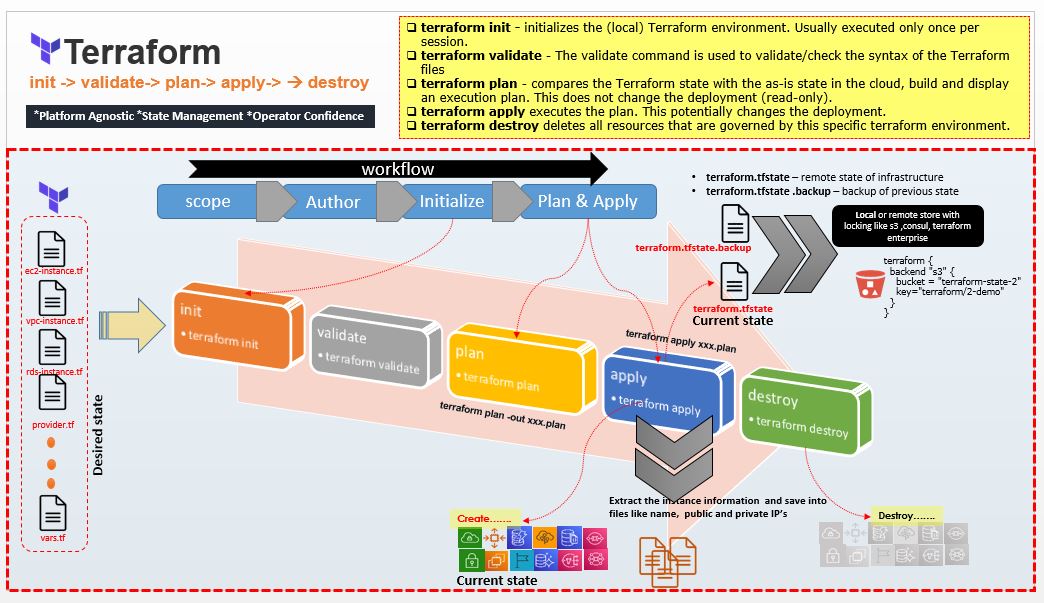 Terraform
init -> validate-> plan-> apply-> → destroy
*Platform Agnostic *State Management *Operator Confidence
❑ terraform init - initializes the (local) Terraform environment. Usually executed only once per
session.
❑ terraform validate - The validate command is used to validate/check the syntax of the Terraform
files
❑ terraform plan - compares the Terraform state with the as-is state in the cloud, build and display
an execution plan. This does not change the deployment (read-only).
❑ terraform apply executes the plan. This potentially changes the deployment.
❑ terraform destroy deletes all resources that are governed by this specific terraform environment.
workflow
scope
Author
Initialize
Plan & Apply
• terraform.tfstate – remote state of infrastructure
• terraform.tfstate .backup – backup of previous state
terraform.tfstate.backup
terraform.tfstate
Current state
Local or remote store with
locking like s3 ,consul, terraform
enterprise
terraform {
backend "s3" {
bucket = "terraform-state-2"
key="terraform/2-demo"
}
}
ec2-instance.tf
vpc-instance.tf
rds-instance.tf
provider.tf
vars.tf
Desired state
init
• terraform init
validate
• terraform validate
plan
• terraform plan
terraform plan -out xxx.plan
terraform apply xxx.plan
apply
• terraform apply
destroy
• terraform destroy
Extract the instance information and save into
files like name, public and private IP's
Create.......
Current state
Destroy.......